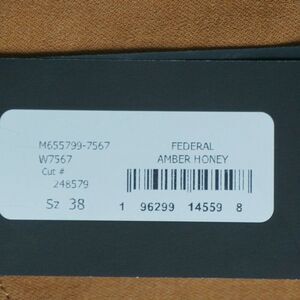 M655799-7567
W7567
Cut #
248579
Sz 38
FEDERAL
AMBER HONEY
1 96299 14559 8